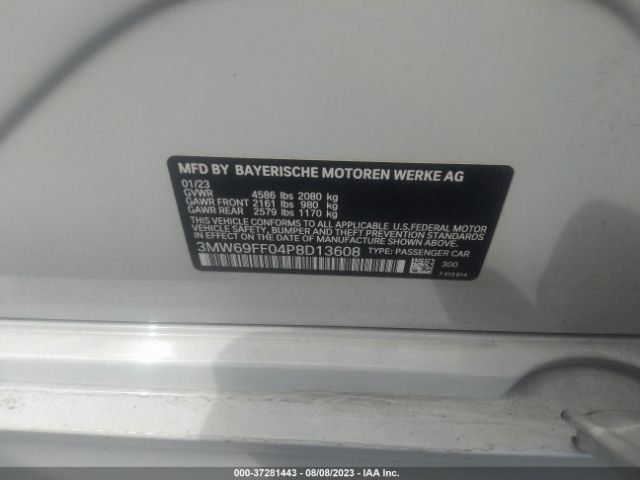 MFD BY BAYERISCHE MOTOREN WERKE AG
01/23
GVWR 4586 lbs 2080 kg
GAWR FRONT 2161 lbs 980 kg
GAWR REAR 2579 lbs 1170 kg
THIS VEHICLE CONFORMS TO ALL APPLICABLE U.S.FEDERAL MOTOR
VEHICLE SAFETY, BUMPER, AND THEFT PREVENTION STANDARDS IN
EFFECT ON THE DATE OF MANUFACTURE SHOWN ABOVE.
3MW69FF04P8D13608 TYPE: PASSENGER CAR
300
000-37281443 - 08/08/2023 - IAA Inc.